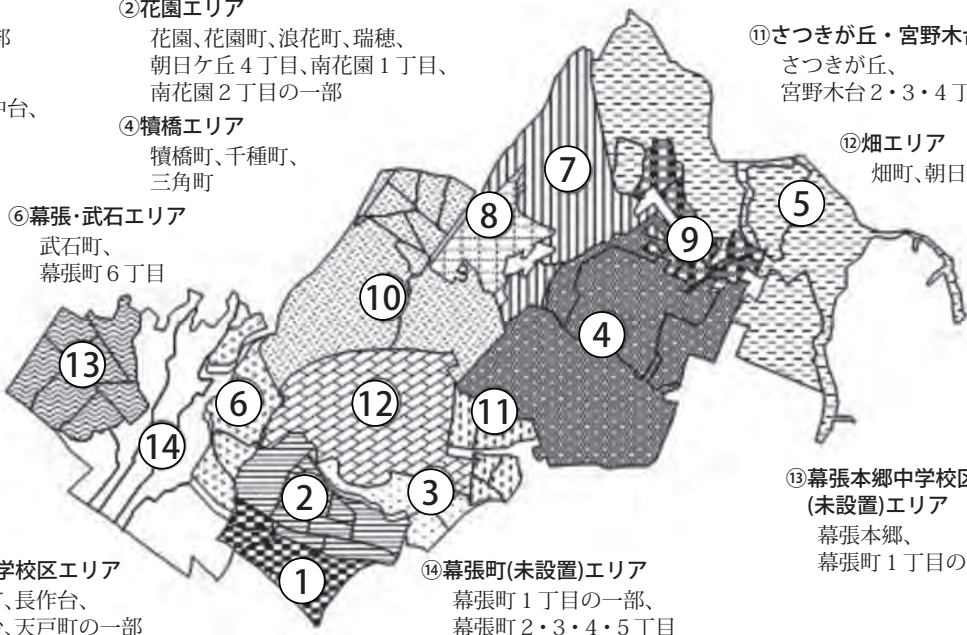 ②花園エリア
花園、花園町、浪花町、瑞穂、
朝日ケ丘4丁目、南花園1丁目、
南花園2丁目の一部
④犢橋エリア
犢橋町、千種町、
三角町
⑥幕張・武石エリア
武石町、
幕張町6丁目
部
中台、
⑪さつきが丘・宮野木台
さつきが丘、
宮野木台2・3・4丁
⑫畑エリア
畑町、朝日
7
8
5
9
10
4
13
6
12
11
14
2
3
1
⑬幕張本郷中学校区
(未設置)エリア
幕張本郷、
幕張町1丁目の
学校区エリア
、長作台、
、天戸町の一部
⑭幕張町(未設置)エリア
幕張町1丁目の一部、
幕張町2・3・4・5丁目